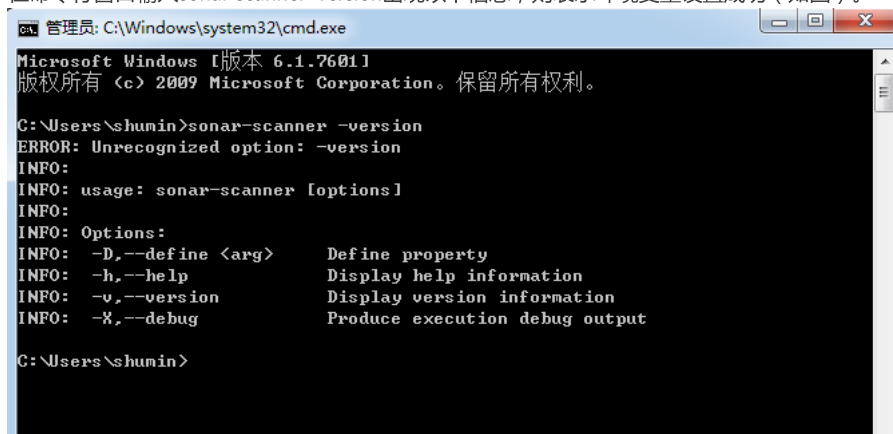 管理员: C:\Windows\system32\cmd.exe
Microsoft Windows [版本 6.1.7601]
版权所有 (c) 2009 Microsoft Corporation。保留所有权利。
C:\Users\shumin>sonar-scanner -version
ERROR: Unrecognized option: -version
INFO:
INFO: usage: sonar-scanner [options]
INFO:
INFO: Options:
INFO:  -D,--define <arg>     Define property
INFO:  -h,--help             Display help information
INFO:  -v,--version          Display version information
INFO:  -X,--debug            Produce execution debug output
C:\Users\shumin>